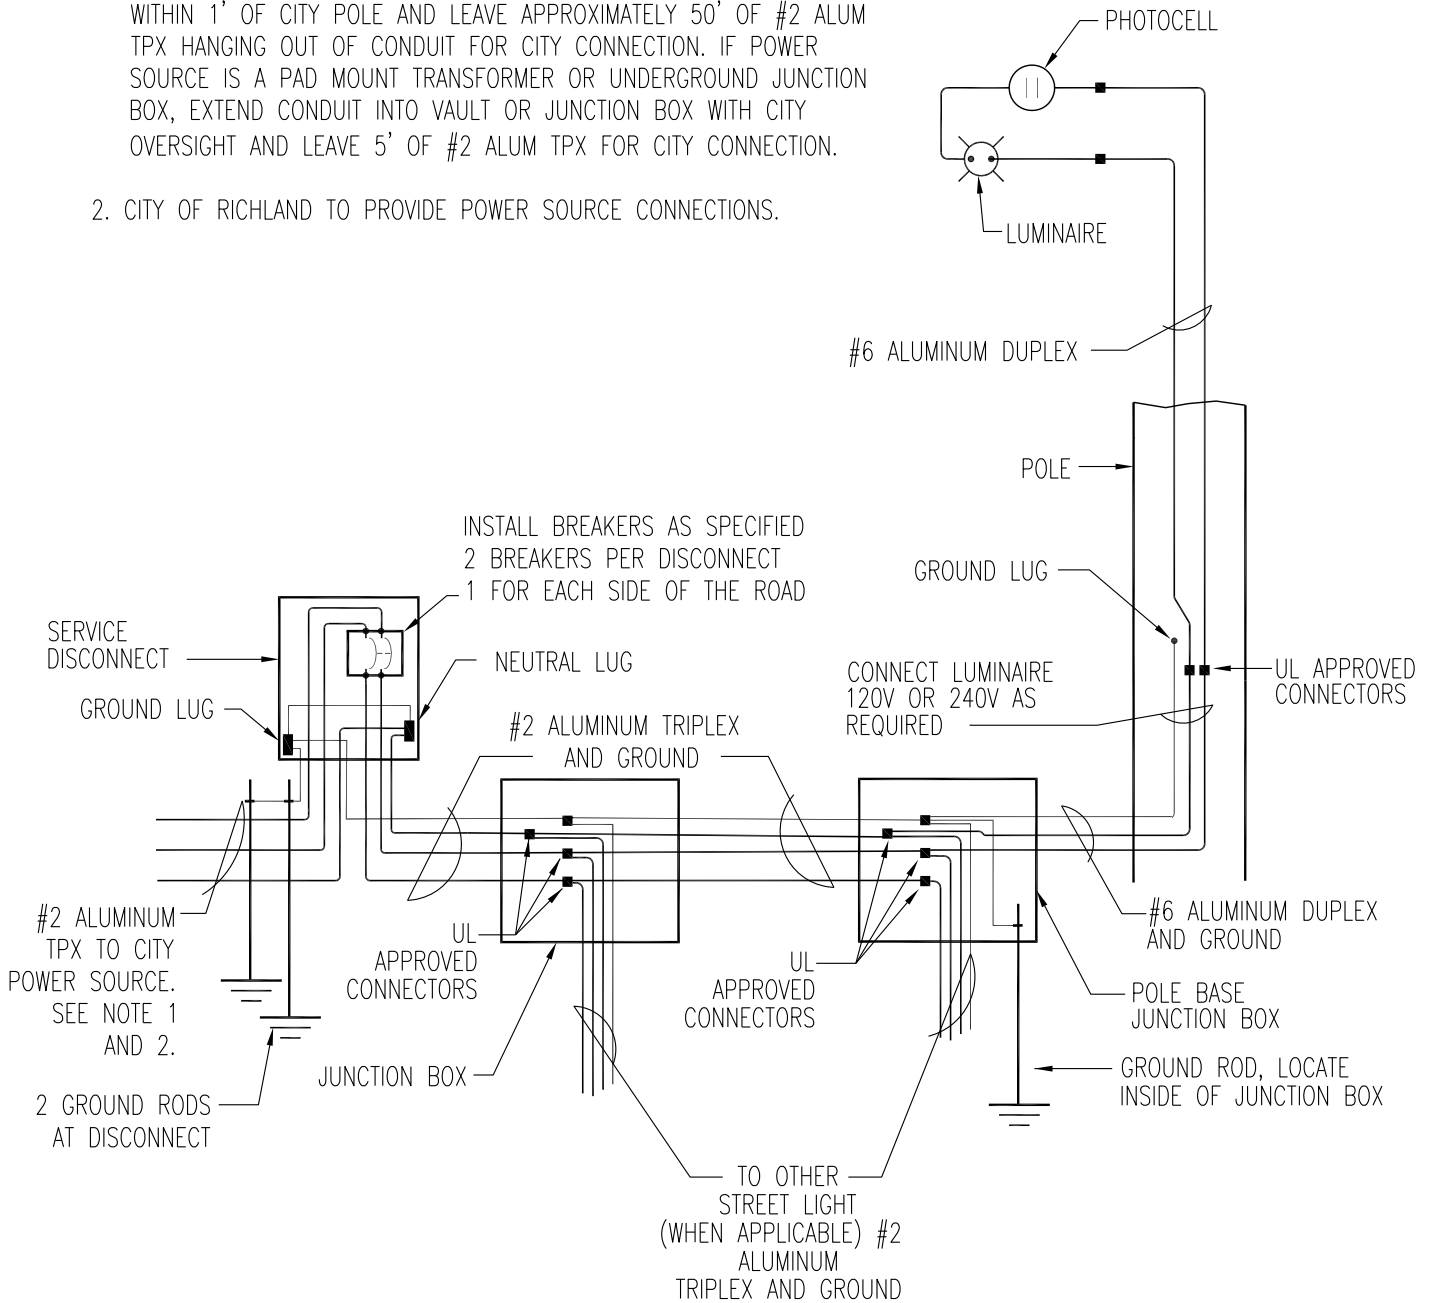 WITHIN 1' OF CITY POLE AND LEAVE APPROXIMATELY 50' OF #2 ALUM
TPX HANGING OUT OF CONDUIT FOR CITY CONNECTION. IF POWER
SOURCE IS A PAD MOUNT TRANSFORMER OR UNDERGROUND JUNCTION
BOX, EXTEND CONDUIT INTO VAULT OR JUNCTION BOX WITH CITY
OVERSIGHT AND LEAVE 5' OF #2 ALUM TPX FOR CITY CONNECTION.
2. CITY OF RICHLAND TO PROVIDE POWER SOURCE CONNECTIONS.
PHOTOCELL
LUMINAIRE
#6 ALUMINUM DUPLEX
POLE
INSTALL BREAKERS AS SPECIFIED
2 BREAKERS PER DISCONNECT
1 FOR EACH SIDE OF THE ROAD
GROUND LUG
SERVICE
DISCONNECT
NEUTRAL LUG
GROUND LUG
CONNECT LUMINAIRE
120V OR 240V AS
REQUIRED
UL APPROVED
CONNECTORS
#2 ALUMINUM TRIPLEX
AND GROUND
#2 ALUMINUM
TPX TO CITY
POWER SOURCE.
SEE NOTE 1
AND 2.
UL
APPROVED
CONNECTORS
UL
APPROVED
CONNECTORS
#6 ALUMINUM DUPLEX
AND GROUND
POLE BASE
JUNCTION BOX
JUNCTION BOX
GROUND ROD, LOCATE
INSIDE OF JUNCTION BOX
2 GROUND RODS
AT DISCONNECT
TO OTHER
STREET LIGHT
(WHEN APPLICABLE) #2
ALUMINUM
TRIPLEX AND GROUND